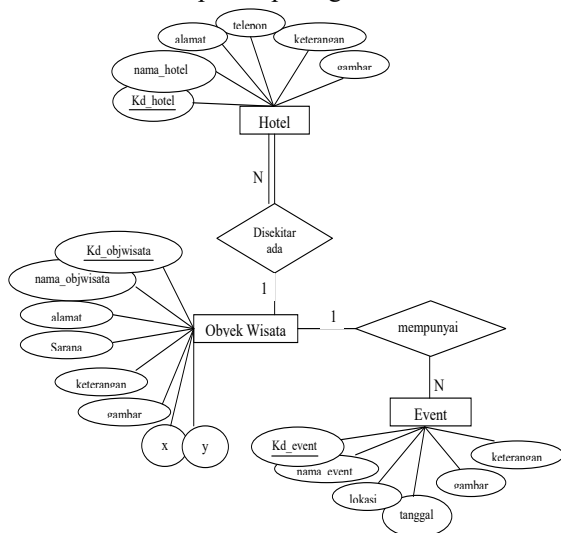 telepon
alamat
keterangan
nama_hotel
gambar
Kd_hotel
Hotel
N
Disekitar
ada
Kd_objwisata
nama_objwisata
1
alamat
Obyek Wisata
1
mempunyai
Sarana
keterangan
N
gambar
Event
x
y
Kd_event
keterangan
nama_event
gambar
lokasi
tanggal